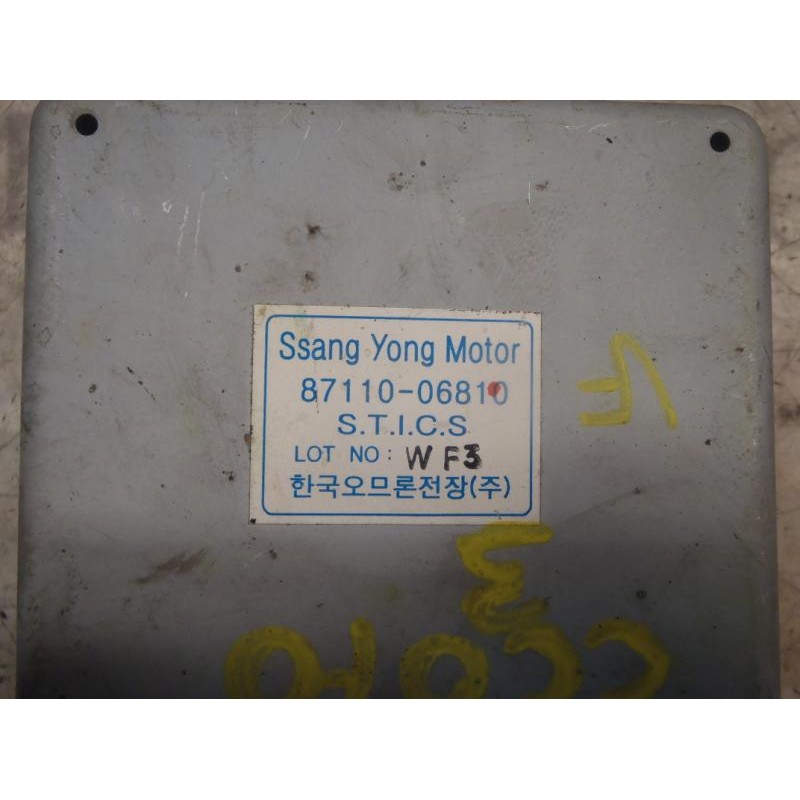 Ssang Yong Motor
87110-06810
S.T.I.C.S
LOT NO: WF3
한국오므론전장(주)